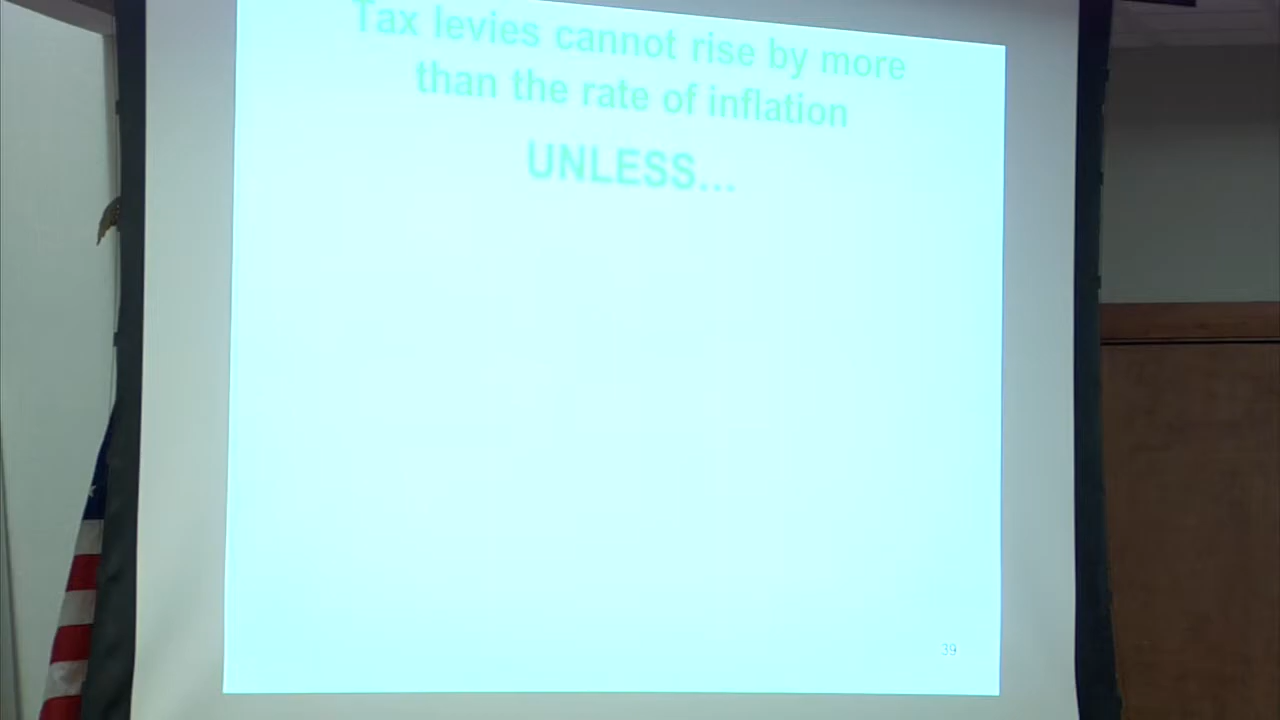 Tax levies cannot rise by more
than the rate of inflation
UNLESS...
39